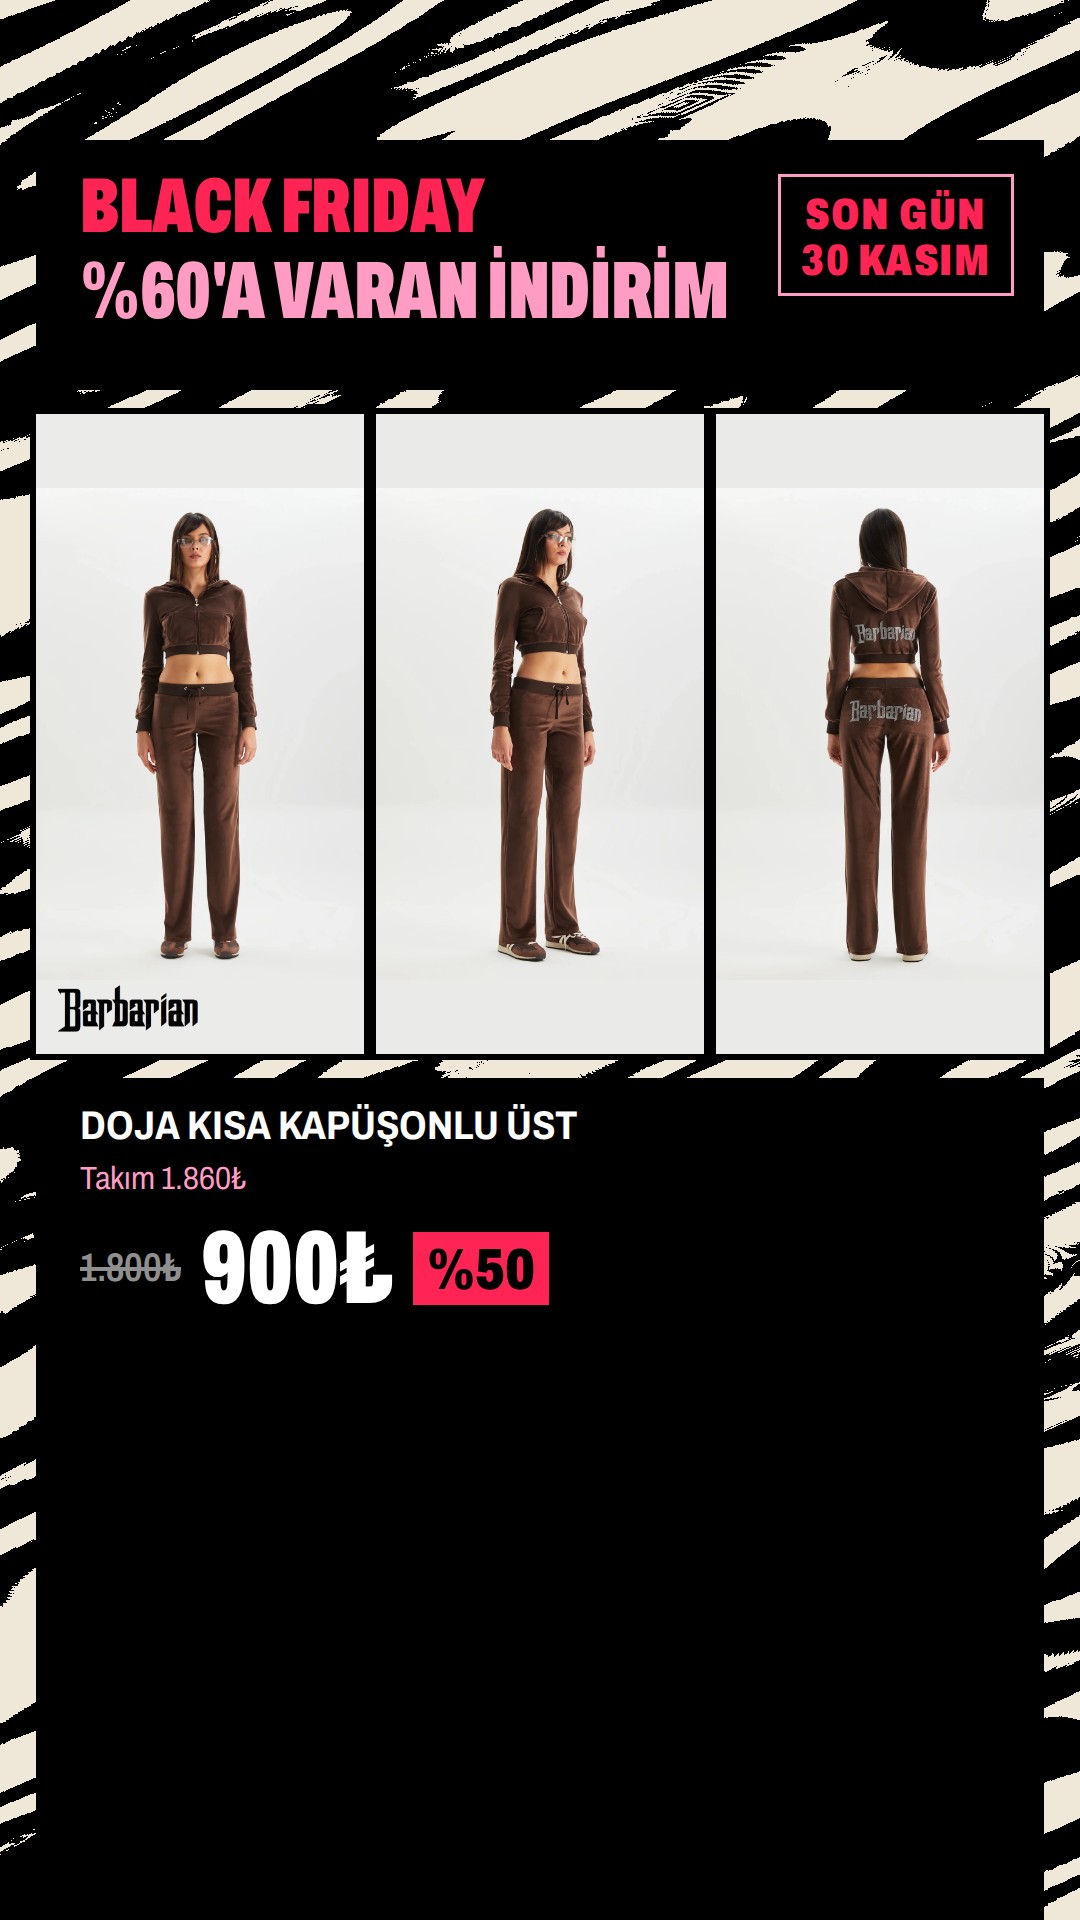 BLACK FRIDAY
%60'A VARAN İNDİRİM
SON GÜN
30 KASIM
Barbarian
Barbarian
Barbarian
DOJA KISA KAPÜŞONLU ÜST
Takım 1.860₺
1.800₺ 900₺ %50